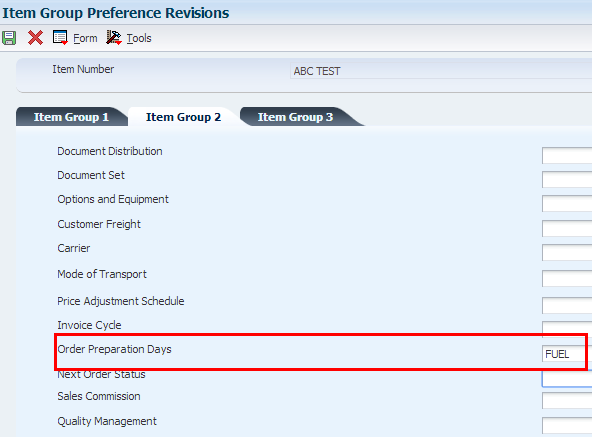 Item Group Preference Revisions
Form Tools
Item Number ABC TEST
Item Group 1 Item Group 2 Item Group 3
Document Distribution
Document Set
Options and Equipment
Customer Freight
Carrier
Mode of Transport
Price Adjustment Schedule
Invoice Cycle
Order Preparation Days FUEL
Next Order Status
Sales Commission
Quality Management